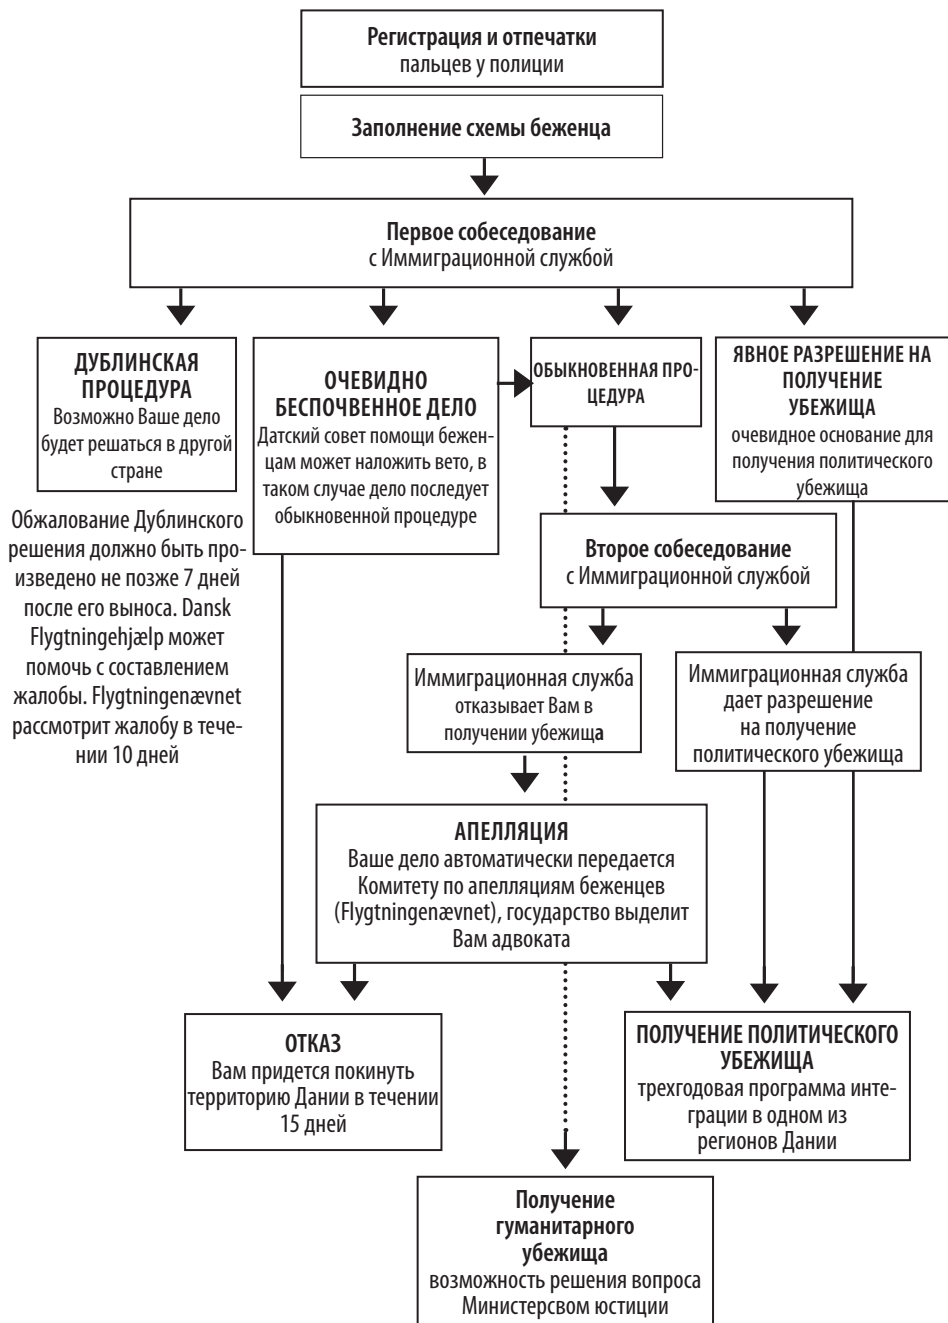 Регистрация и отпечатки
пальцев у полиции
Заполнение схемы беженца
Первое собеседование
с Иммиграционной службой
ДУБЛИНСКАЯ
ПРОЦЕДУРА
Возможно Ваше дело
будет решаться в другой
стране
Обжалование Дублинского
решения должно быть про-
изведено не позже 7 дней
после его выноса. Dansk
Flygtningehjælp может
помочь с составлением
жалобы. Flygtningenævnet
рассмотрит жалобу в тече-
нии 10 дней
ОЧЕВИДНО
БЕСПОЧВЕННОЕ ДЕЛО
Датский совет помощи бежен-
цам может наложить вето, в
таком случае дело последует
обыкновенной процедуре
ОБЫКНОВЕННАЯ ПРО-
ЦЕДУРА
ЯВНОЕ РАЗРЕШЕНИЕ НА
ПОЛУЧЕНИЕ
УБЕЖИЩА
очевидное основание для
получения политического
убежища
Второе собеседование
с Иммиграционной службой
Иммиграционная служба
отказывает Вам в
получении убежища
Иммиграционная служба
дает разрешение
на получение
политического убежища
АПЕЛЛЯЦИЯ
Ваше дело автоматически передается
Комитету по апелляциям беженцев
(Flygtningenævnet), государство выделит
Вам адвоката
ОТКАЗ
Вам придется покинуть
территорию Дании в течении
15 дней
ПОЛУЧЕНИЕ ПОЛИТИЧЕСКОГО
УБЕЖИЩА
трехгодовая программа инте-
грации в одном из
регионов Дании
Получение
гуманитарного
убежища
возможность решения вопроса
Министерсвом юстиции